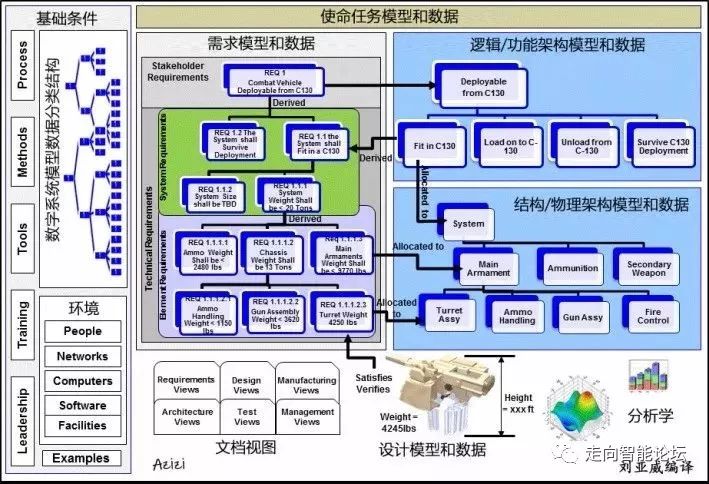 基础条件
Process
Methods
Tools
Training
Leadership
数字系统模型数据分类结构
环境
People
Networks
Computers
Software
Facilities
Examples
使命任务模型和数据
需求模型和数据
Stakeholder
Requirements
Technical Requirements
System Requirements
Element Requirements
REQ 1
Combat Vehicle
Deployable from C130
Derived
REQ 1.2 The
System shall
Survive
Deployment
REQ 1.1 the
System shall
Fit in a C130
REQ 1.1.2
System Size
shall be TBD
REQ 1.1.1
System
Weight Shall
be < 20 Tons
Derived
REQ 1.1.1.1
Ammo Weight
Shall be <
2480 lbs
REQ 1.1.1.2
Chassis
Weight Shall
be 13 Tons
REQ 1.1.1.3
Main
Armaments
Weight Shall
be < 9770 lbs
REQ 1.1.1.2.1
Ammo
Handling
Weight < 1150
lbs
REQ 1.1.1.2.2
Gun Assembly
Weight < 3620
lbs
REQ 1.1.1.2.3
Turret Weight
4250 lbs
逻辑/功能架构模型和数据
Deployable
from C130
Derived
Fit in C130
Load on to C-
130
Unload from
C-130
Survive C130
Deployment
Allocated to
结构/物理架构模型和数据
System
Allocated to
Main
Armament
Ammunition
Secondary
Weapon
Allocated
to
Turret
Assy
Ammo
Handling
Gun Assy
Fire
Control
Requirements
Views
Design
Views
Manufacturing
Views
Architecture
Views
Test
Views
Management
Views
文档视图
Azizi
Satisfies
Verifies
Weight =
4245lbs
Height
= xxx ft
设计模型和数据
分析学
走向智能论坛
刘亚威编译